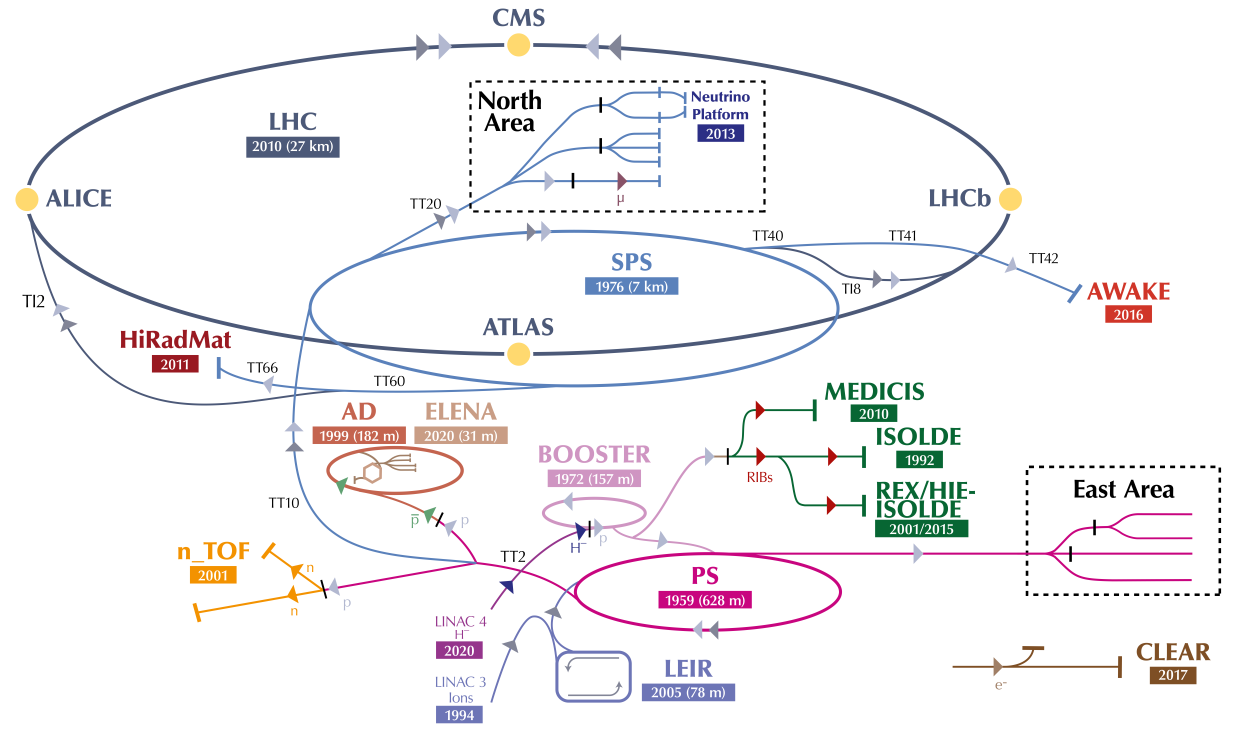 CMS
North
Area
Neutrino
Platform
2013
LHC
2010 (27 km)
μ
ALICE
LHCb
TT20
TT40
TT41
TT42
SPS
1976 (7 km)
TI8
AWAKE
2016
TI2
ATLAS
HiRadMat
2011
TT66
TT60
AD
1999 (182 m)
ELENA
2020 (31 m)
MEDICIS
2010
ISOLDE
1992
RIBs
REX/HIE-
ISOLDE
2001/2015
BOOSTER
1972 (157 m)
East Area
TT10
p̅
p
H⁻
p
TT2
n_TOF
2001
n
n
p
PS
1959 (628 m)
LINAC 4
H⁻
2020
LINAC 3
Ions
1994
LEIR
2005 (78 m)
CLEAR
2017
e⁻